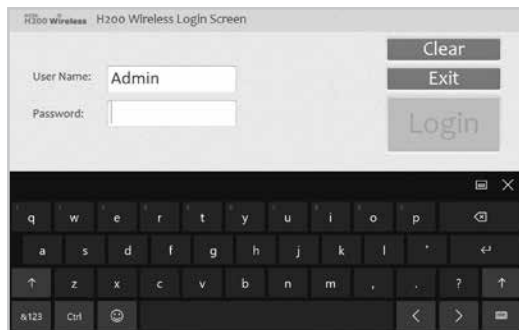 H200 Wireless H200 Wireless Login Screen
Clear
User Name: Admin
Exit
Password:
Login
q w e r t y u i o p
a s d f g h j k l '
z x c v b n m , . ?
&123 Ctrl